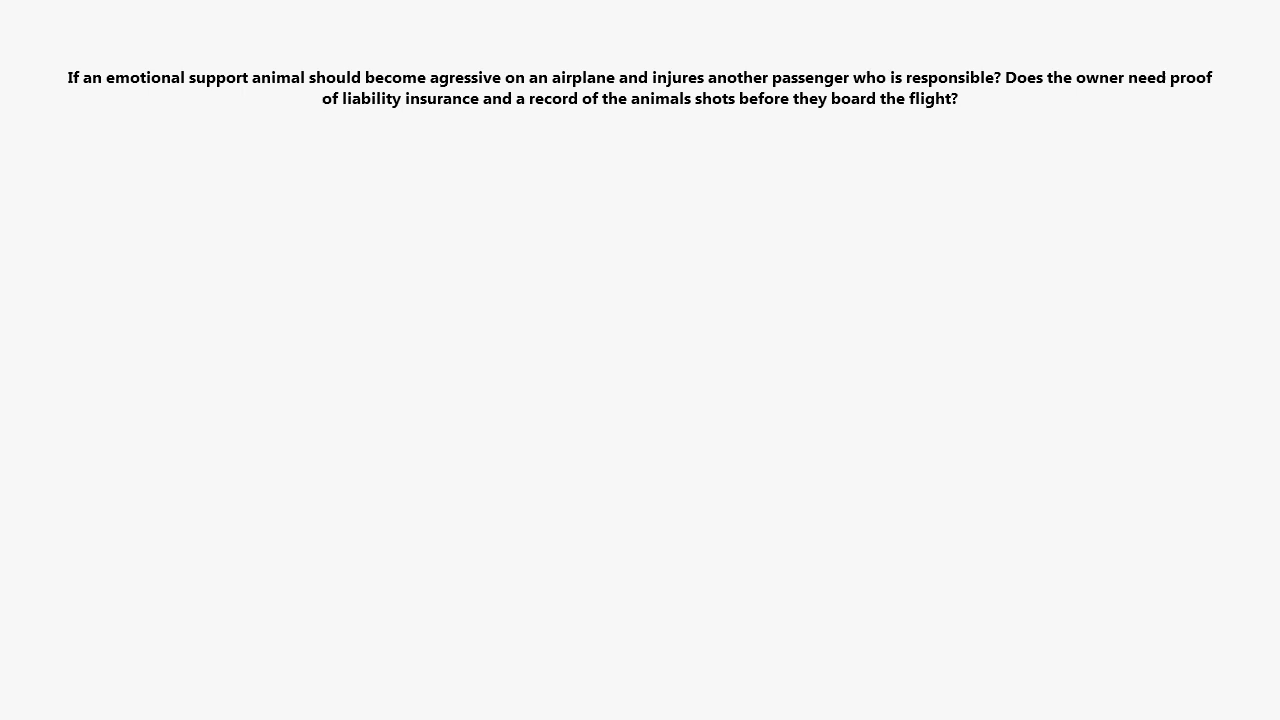 If an emotional support animal should become agressive on an airplane and injures another passenger who is responsible? Does the owner need proof
of liability insurance and a record of the animals shots before they board the flight?